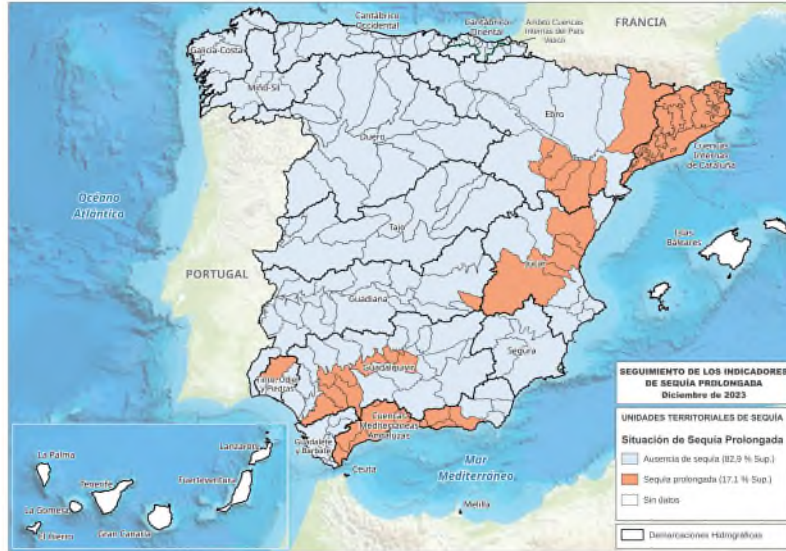 Cantábrico
Occidental
Cantábrico
Oriental
Ámbito Cuencas
Internas del País
Vasco
FRANCIA
Galicia-Costa
Miño-Sil
Ebro
Duero
Cuencas
Internas
de Cataluña
Océano
Atlántico
Tajo
Islas
Baleares
PORTUGAL
Júcar
Guadiana
Segura
Guadalquivir
Tinto-Odiel
y Piedras
Cuencas
Mediterráneas
Andaluzas
Guadalete
y Barbate
Ceuta
Mar
Mediterráneo
Melilla
Lanzarote
La Palma
Tenerife
Fuerteventura
La Gomera
El Hierro
Gran Canaria
SEGUIMIENTO DE LOS INDICADORES
DE SEQUÍA PROLONGADA
Diciembre de 2023
UNIDADES TERRITORIALES DE SEQUÍA
Situación de Sequía Prolongada
Ausencia de sequía (82,9 % Sup.)
Sequía prolongada (17,1 % Sup.)
Sin datos
Demarcaciones Hidrográficas